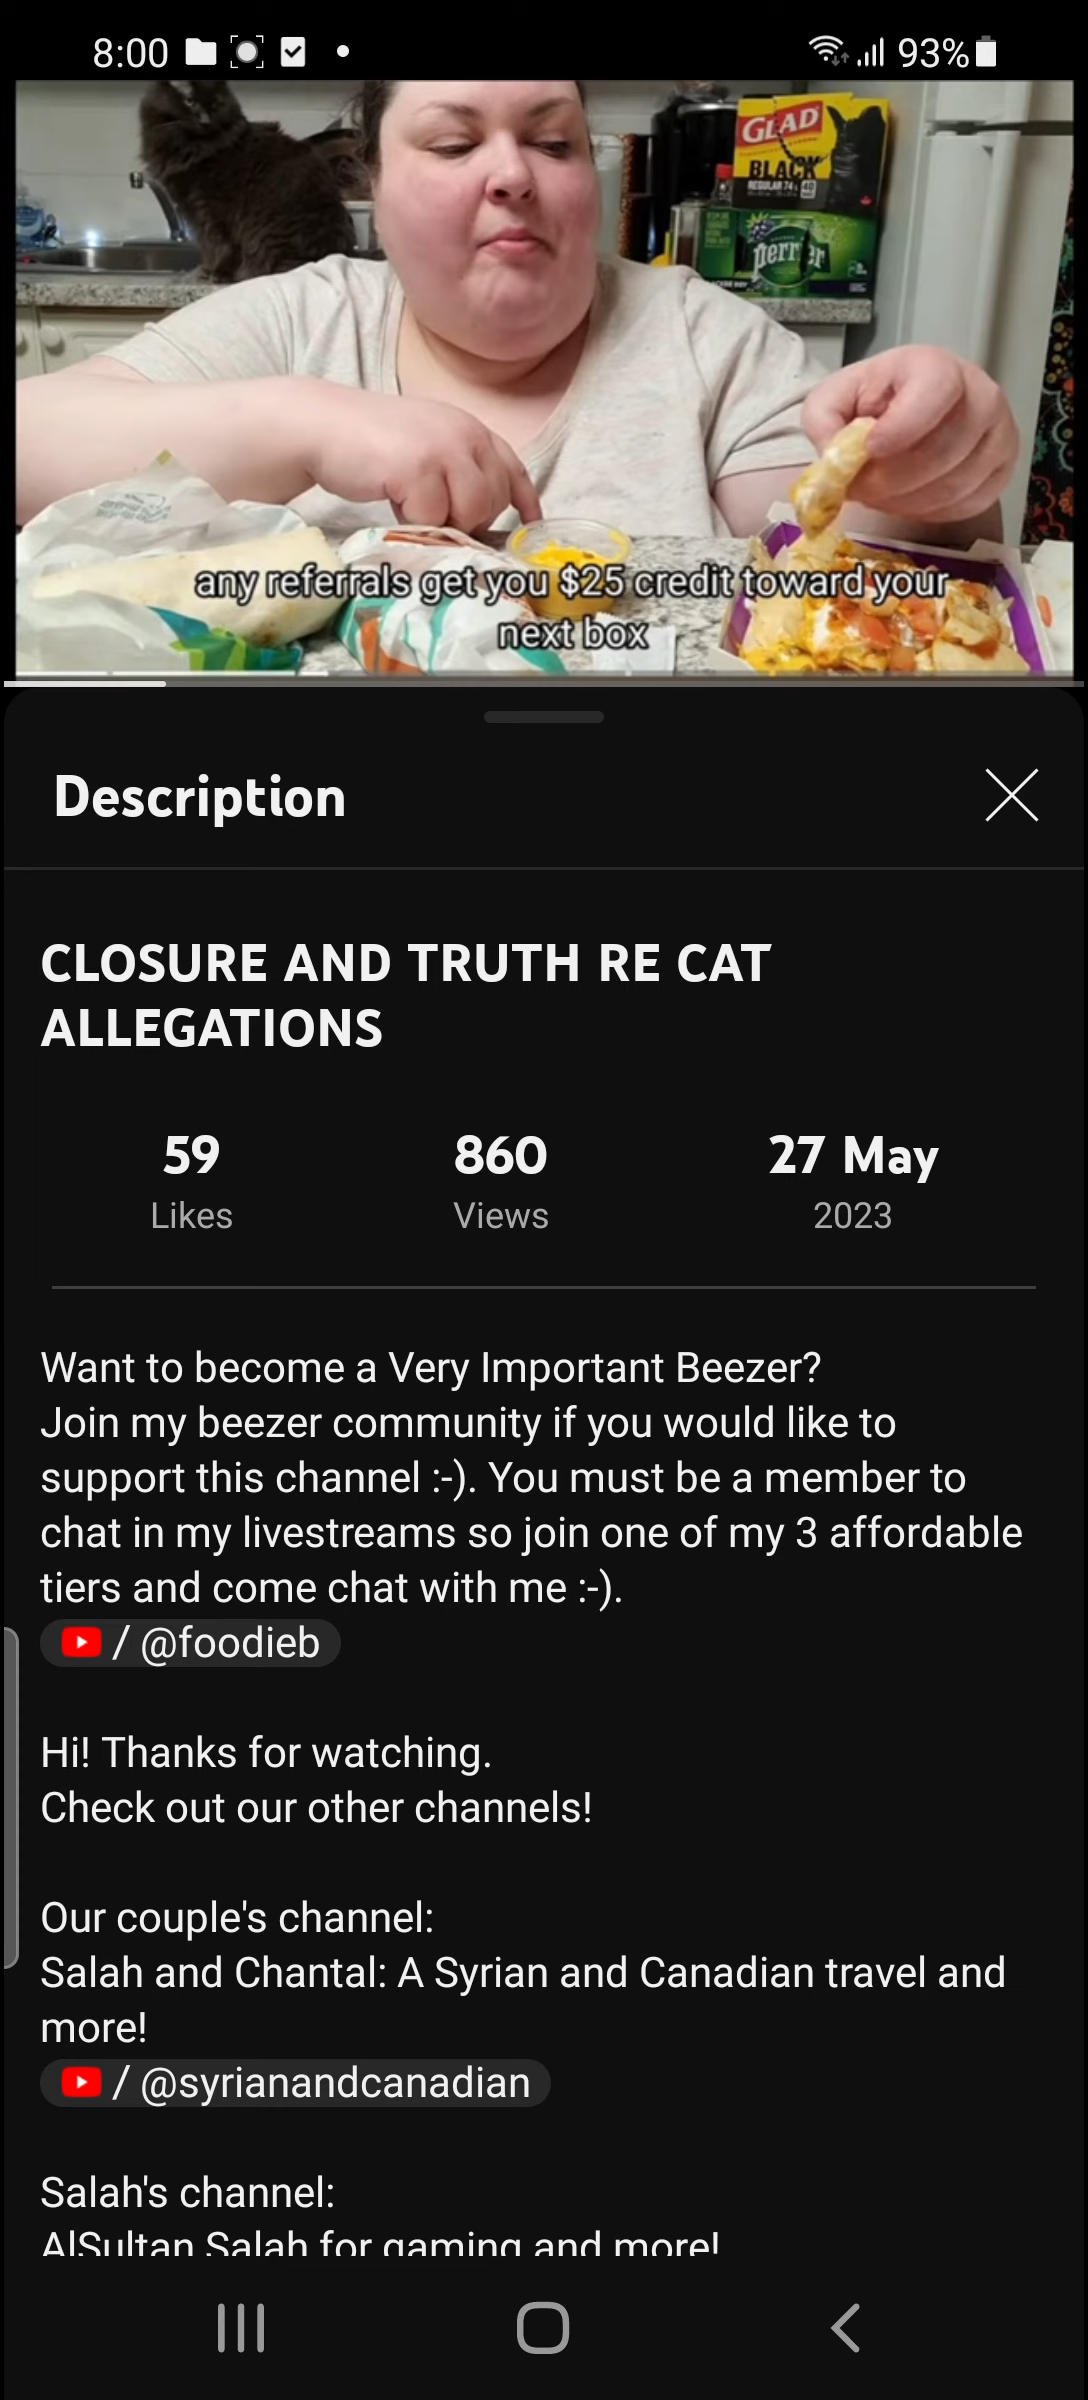 8:00
93%
GLAD
BLACK
REGULAR 74L 40
perrier
any referrals get you $25 credit toward your
next box
Description
CLOSURE AND TRUTH RE CAT
ALLEGATIONS
59
860
27 May
Likes
Views
2023
Want to become a Very Important Beezer?
Join my beezer community if you would like to
support this channel :-). You must be a member to
chat in my livestreams so join one of my 3 affordable
tiers and come chat with me :-).
/ @foodieb
Hi! Thanks for watching.
Check out our other channels!
Our couple's channel:
Salah and Chantal: A Syrian and Canadian travel and
more!
/ @syrianandcanadian
Salah's channel:
AlSultan Salah for gaming and more!